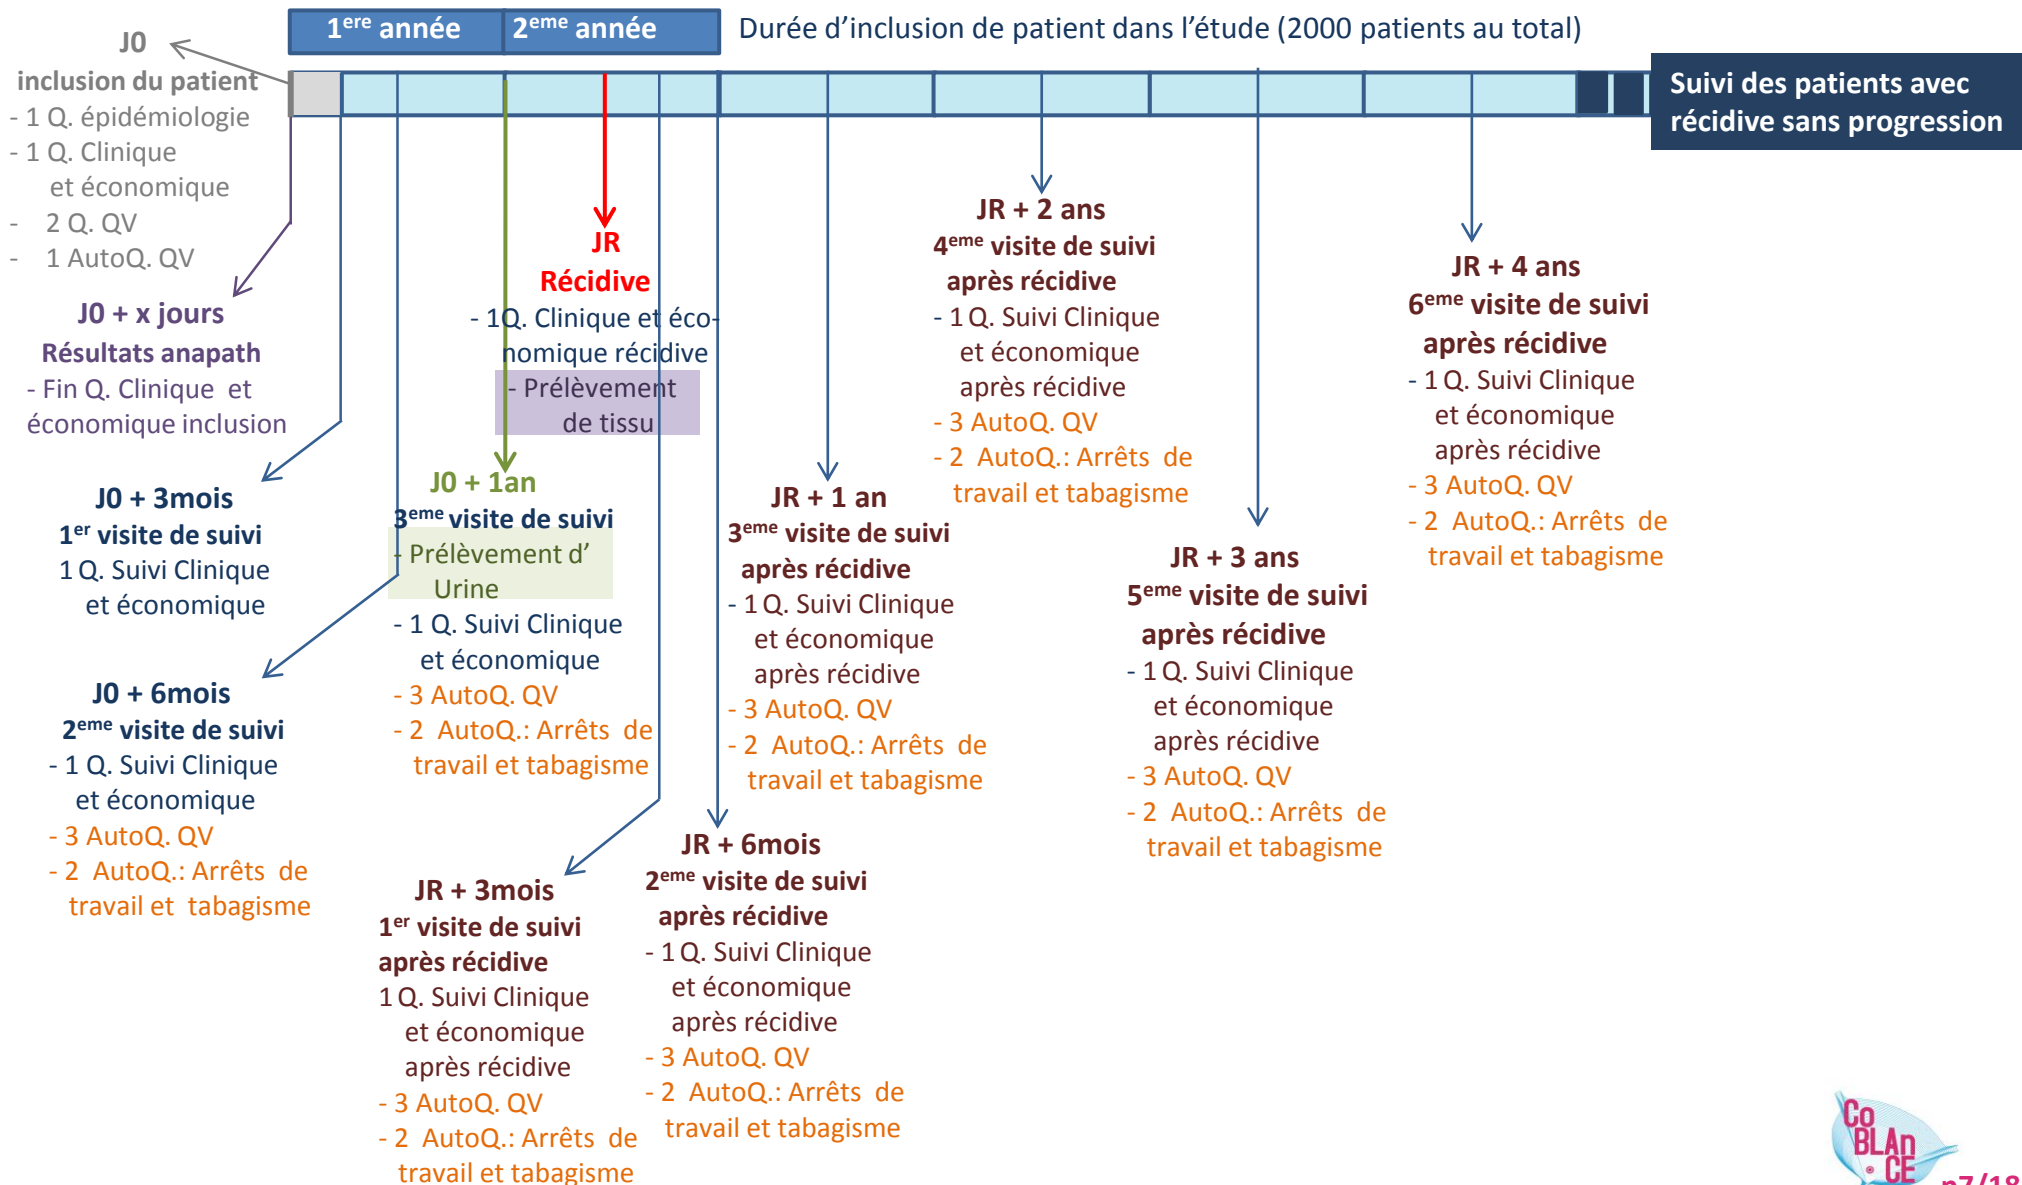 1ere année
2eme année
Durée d'inclusion de patient dans l'étude (2000 patients au total)
Suivi des patients avec
récidive sans progression
J0
inclusion du patient
- 1 Q. épidémiologie
- 1 Q. Clinique
et économique
- 2 Q. QV
- 1 AutoQ. QV
J0 + x jours
Résultats anapath
- Fin Q. Clinique et
économique inclusion
J0 + 3mois
1er visite de suivi
1 Q. Suivi Clinique
et économique
J0 + 6mois
2eme visite de suivi
- 1 Q. Suivi Clinique
et économique
- 3 AutoQ. QV
- 2 AutoQ.: Arrêts de
travail et tabagisme
J0 + 1an
3eme visite de suivi
- Prélèvement d'
Urine
- 1 Q. Suivi Clinique
et économique
- 3 AutoQ. QV
- 2 AutoQ.: Arrêts de
travail et tabagisme
JR
Récidive
- 1Q. Clinique et éco-
nomique récidive
- Prélèvement
de tissu
JR + 3mois
1er visite de suivi
après récidive
1 Q. Suivi Clinique
et économique
après récidive
- 3 AutoQ. QV
- 2 AutoQ.: Arrêts de
travail et tabagisme
JR + 6mois
2eme visite de suivi
après récidive
- 1 Q. Suivi Clinique
et économique
après récidive
- 3 AutoQ. QV
- 2 AutoQ.: Arrêts de
travail et tabagisme
JR + 1 an
3eme visite de suivi
après récidive
- 1 Q. Suivi Clinique
et économique
après récidive
- 3 AutoQ. QV
- 2 AutoQ.: Arrêts de
travail et tabagisme
JR + 2 ans
4eme visite de suivi
après récidive
- 1 Q. Suivi Clinique
et économique
après récidive
- 3 AutoQ. QV
- 2 AutoQ.: Arrêts de
travail et tabagisme
JR + 3 ans
5eme visite de suivi
après récidive
- 1 Q. Suivi Clinique
et économique
après récidive
- 3 AutoQ. QV
- 2 AutoQ.: Arrêts de
travail et tabagisme
JR + 4 ans
6eme visite de suivi
après récidive
- 1 Q. Suivi Clinique
et économique
après récidive
- 3 AutoQ. QV
- 2 AutoQ.: Arrêts de
travail et tabagisme
Co
BLAn
CE
p7/18